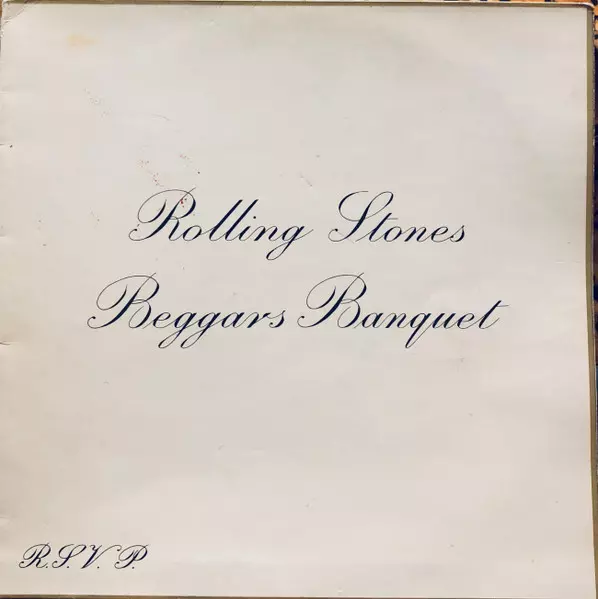 Rolling Stones
Beggars Banquet
R.S.V.P.